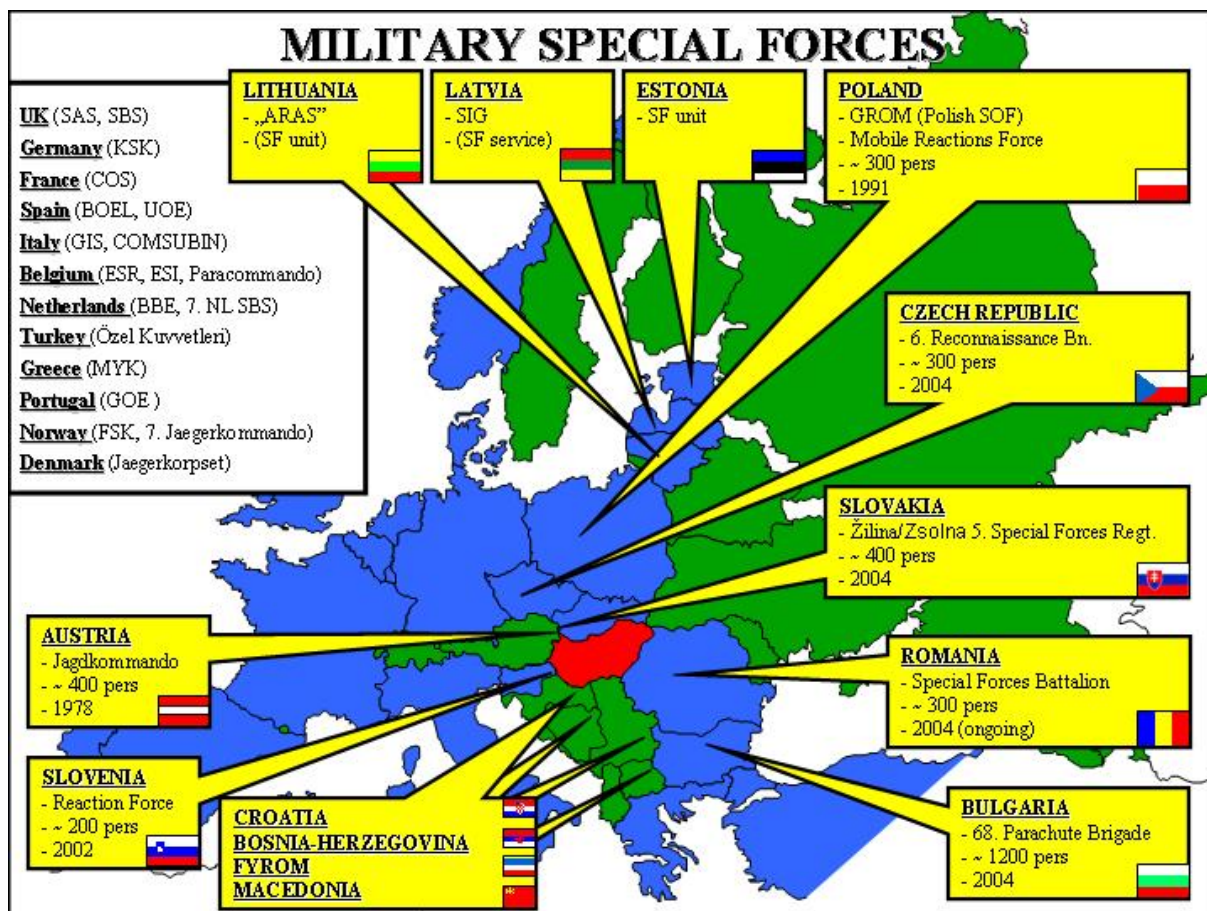 MILITARY SPECIAL FORCES
UK (SAS, SBS)
Germany (KSK)
France (COS)
Spain (BOEL, UOE)
Italy (GIS, COMSUBIN)
Belgium (ESR, ESI, Paracommando)
Netherlands (BBE, 7. NL SBS)
Turkey (Özel Kuvvetleri)
Greece (MYK)
Portugal (GOE )
Norway (FSK, 7. Jaegerkommando)
Denmark (Jaegerkorpset)
LITHUANIA
- „ARAS”
- (SF unit)
LATVIA
- SIG
- (SF service)
ESTONIA
- SF unit
POLAND
- GROM (Polish SOF)
- Mobile Reactions Force
- ~ 300 pers
- 1991
CZECH REPUBLIC
- 6. Reconnaissance Bn.
- ~ 300 pers
- 2004
SLOVAKIA
- Žilina/Zsolna 5. Special Forces Regt.
- ~ 400 pers
- 2004
AUSTRIA
- Jagdkommando
- ~ 400 pers
- 1978
ROMANIA
- Special Forces Battalion
- ~ 300 pers
- 2004 (ongoing)
SLOVENIA
- Reaction Force
- ~ 200 pers
- 2002
CROATIA
BOSNIA-HERZEGOVINA
FYROM
MACEDONIA
BULGARIA
- 68. Parachute Brigade
- ~ 1200 pers
- 2004